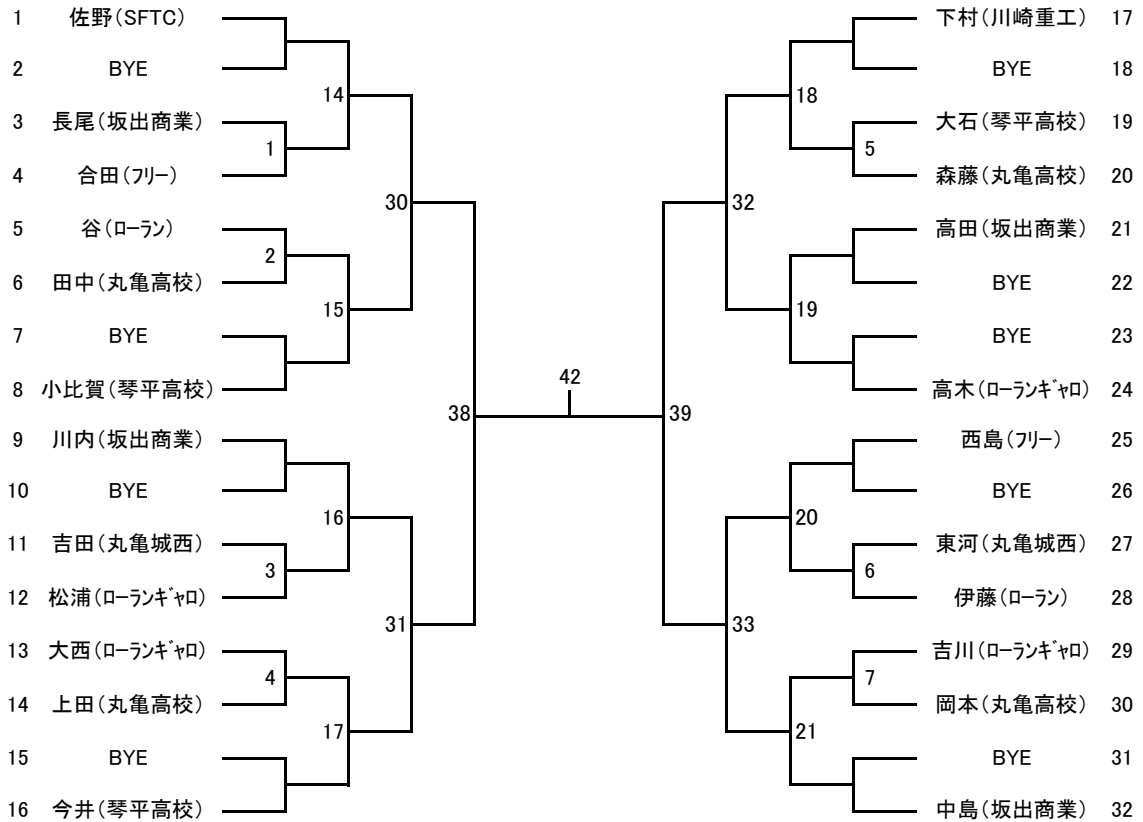 1 佐野(SFTC)
2 BYE
3 長尾(坂出商業)
4 合田(フリー)
5 谷(ローラン)
6 田中(丸亀高校)
7 BYE
8 小比賀(琴平高校)
9 川内(坂出商業)
10 BYE
11 吉田(丸亀城西)
12 松浦(ローランギャロ)
13 大西(ローランギャロ)
14 上田(丸亀高校)
15 BYE
16 今井(琴平高校)
1
2
3
4
14
15
16
17
30
31
38
42
39
32
33
18
19
20
21
5
6
7
下村(川崎重工) 17
BYE 18
大石(琴平高校) 19
森藤(丸亀高校) 20
高田(坂出商業) 21
BYE 22
BYE 23
高木(ローランギャロ) 24
西島(フリー) 25
BYE 26
東河(丸亀城西) 27
伊藤(ローラン) 28
吉川(ローランギャロ) 29
岡本(丸亀高校) 30
BYE 31
中島(坂出商業) 32